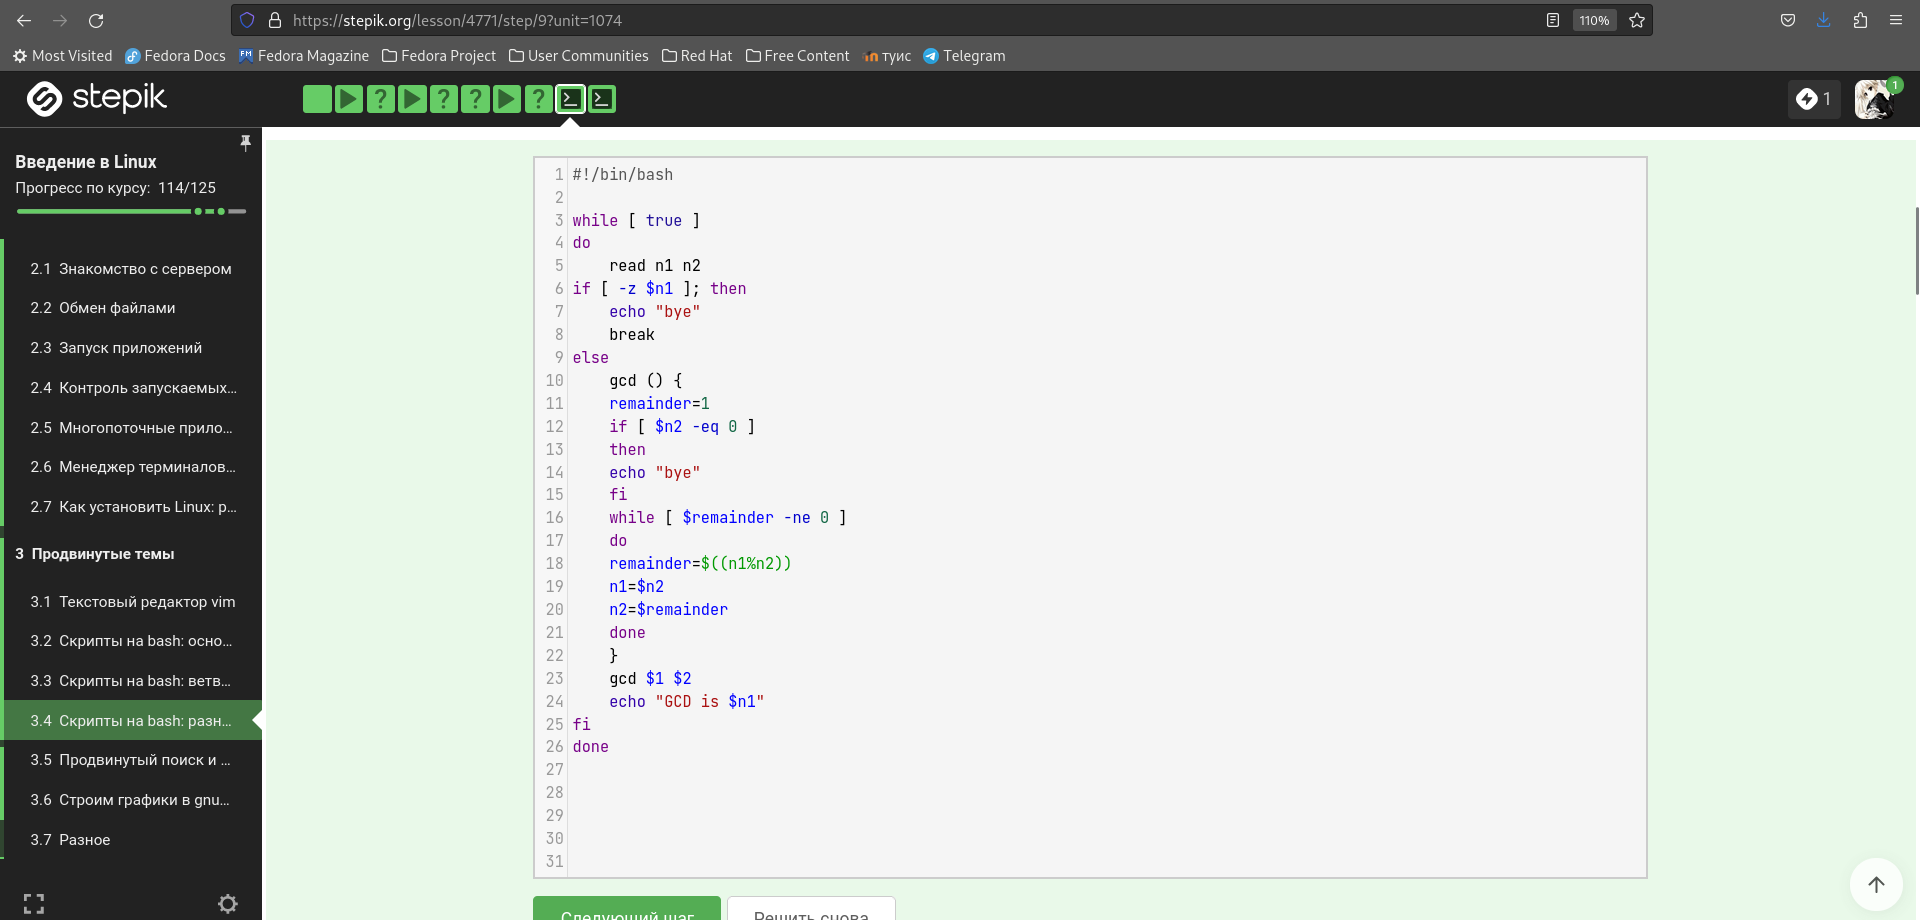 https://stepik.org/lesson/4771/step/9?unit=1074
110%
Most Visited
Fedora Docs
Fedora Magazine
Fedora Project
User Communities
Red Hat
Free Content
туис
Telegram
stepik
1
1
Введение в Linux
Прогресс по курсу: 114/125
2.1 Знакомство с сервером
2.2 Обмен файлами
2.3 Запуск приложений
2.4 Контроль запускаемых...
2.5 Многопоточные прило...
2.6 Менеджер терминалов...
2.7 Как установить Linux: р...
3 Продвинутые темы
3.1 Текстовый редактор vim
3.2 Скрипты на bash: осно...
3.3 Скрипты на bash: ветв...
3.4 Скрипты на bash: разн...
3.5 Продвинутый поиск и ...
3.6 Строим графики в gnu...
3.7 Разное
1 #!/bin/bash
2
3 while [ true ]
4 do
5     read n1 n2
6 if [ -z $n1 ]; then
7     echo "bye"
8     break
9 else
10     gcd () {
11     remainder=1
12     if [ $n2 -eq 0 ]
13     then
14     echo "bye"
15     fi
16     while [ $remainder -ne 0 ]
17     do
18     remainder=$((n1%n2))
19     n1=$n2
20     n2=$remainder
21     done
22     }
23     gcd $1 $2
24     echo "GCD is $n1"
25 fi
26 done
27
28
29
30
31
Следующий шаг
Решить снова